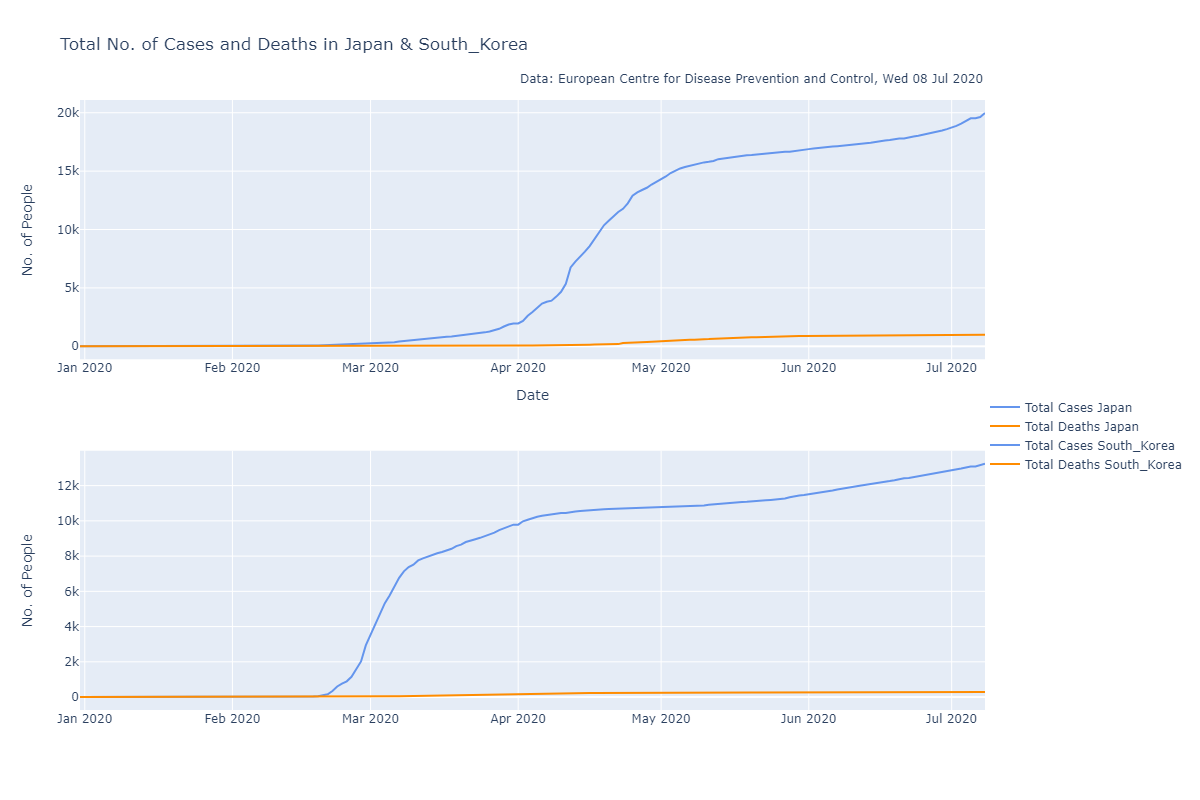 Total No. of Cases and Deaths in Japan & South_Korea
Data: European Centre for Disease Prevention and Control, Wed 08 Jul 2020
No. of People
20k
15k
10k
5k
0
Jan 2020 Feb 2020 Mar 2020 Apr 2020 May 2020 Jun 2020 Jul 2020
Date
Total Cases Japan
Total Deaths Japan
Total Cases South_Korea
Total Deaths South_Korea
No. of People
12k
10k
8k
6k
4k
2k
0
Jan 2020 Feb 2020 Mar 2020 Apr 2020 May 2020 Jun 2020 Jul 2020